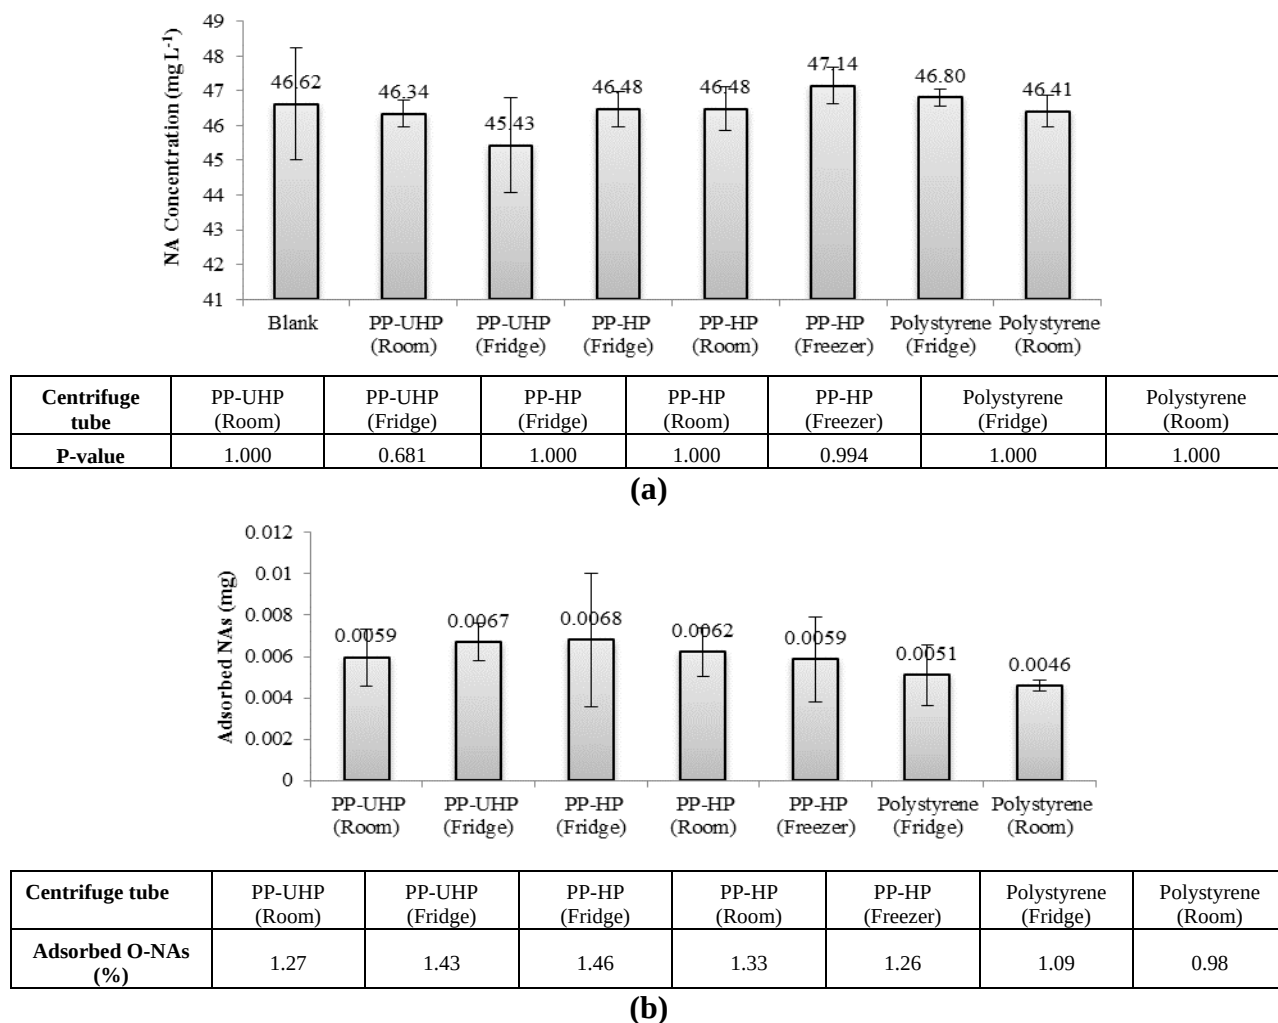 NA Concentration (mg L-1)
49
48
47
46
45
44
43
42
41
46.62
46.34
45.43
46.48
46.48
47.14
46.80
46.41
Blank PP-UHP PP-UHP PP-HP PP-HP PP-HP Polystyrene Polystyrene
(Room) (Fridge) (Fridge) (Room) (Freezer) (Fridge) (Room)
Centrifuge tube PP-UHP (Room) PP-UHP (Fridge) PP-HP (Fridge) PP-HP (Room) PP-HP (Freezer) Polystyrene (Fridge) Polystyrene (Room)
P-value 1.000 0.681 1.000 1.000 0.994 1.000 1.000
(a)
Adsorbed NAs (mg)
0.012
0.01
0.008
0.006
0.004
0.002
0
0.0059
0.0067
0.0068
0.0062
0.0059
0.0051
0.0046
PP-UHP PP-UHP PP-HP PP-HP PP-HP Polystyrene Polystyrene
(Room) (Fridge) (Fridge) (Room) (Freezer) (Fridge) (Room)
Centrifuge tube PP-UHP (Room) PP-UHP (Fridge) PP-HP (Fridge) PP-HP (Room) PP-HP (Freezer) Polystyrene (Fridge) Polystyrene (Room)
Adsorbed O-NAs (%) 1.27 1.43 1.46 1.33 1.26 1.09 0.98
(b)